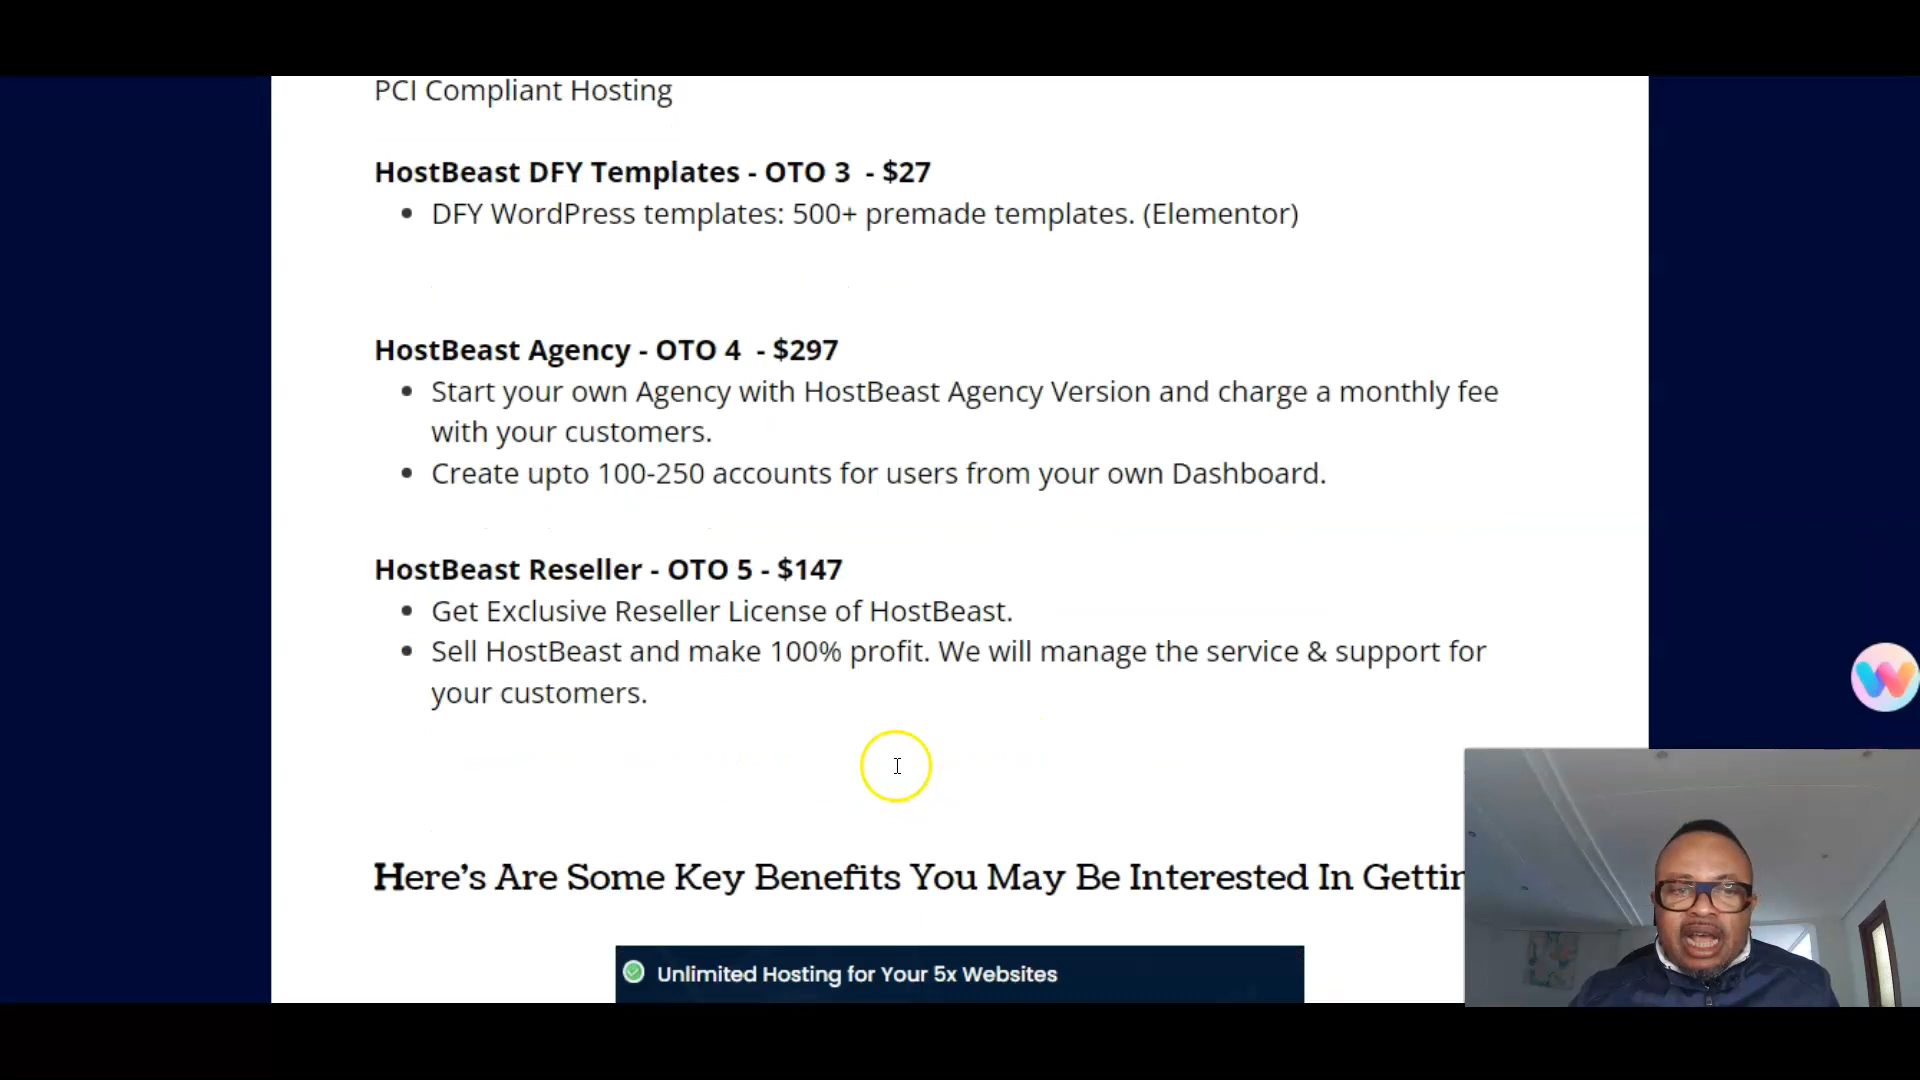 PCI Compliant Hosting
HostBeast DFY Templates - OTO 3 - $27
DFY WordPress templates: 500+ premade templates. (Elementor)
HostBeast Agency - OTO 4 - $297
Start your own Agency with HostBeast Agency Version and charge a monthly fee
with your customers.
Create upto 100-250 accounts for users from your own Dashboard.
HostBeast Reseller - OTO 5 - $147
Get Exclusive Reseller License of HostBeast.
Sell HostBeast and make 100% profit. We will manage the service & support for
your customers.
Here's Are Some Key Benefits You May Be Interested In
Unlimited Hosting for Your 5x Websites